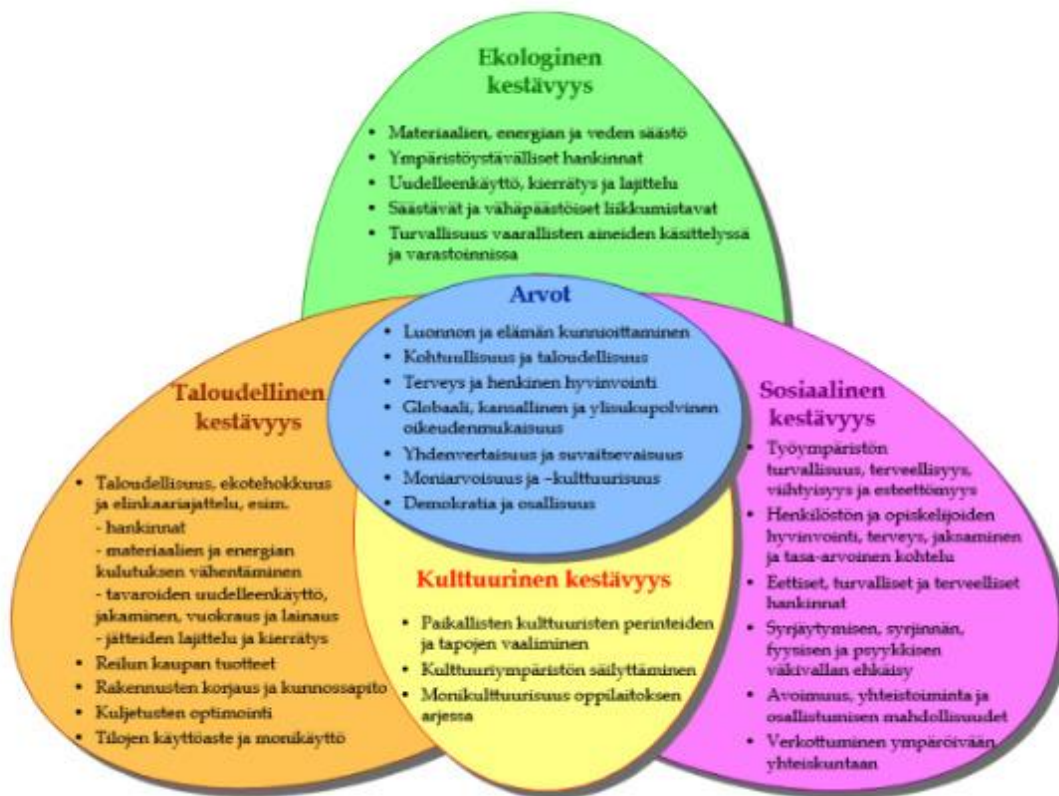 Ekologinen
kestävyys
• Materiaalien, energian ja veden säästö
• Ympäristöystävälliset hankinnat
• Uudelleenkäyttö, kierrätys ja lajittelu
• Säästävät ja vähäpäästöiset liikkumistavat
• Turvallisuus vaarallisten aineiden käsittelyssä
ja varastoinnissa
Arvot
• Luonnon ja elämän kunnioittaminen
• Kohtuullisuus ja taloudellisuus
• Terveys ja henkinen hyvinvointi
• Globaali, kansallinen ja ylisukupolvinen
oikeudenmukaisuus
• Yhdenvertaisuus ja suvaitsevaisuus
• Moniarvoisuus ja –kulttuurisuus
• Demokratia ja osallisuus
Taloudellinen
kestävyys
• Taloudellisuus, ekotehokkuus
ja elinkaariajattelu, esim.
- hankinnat
- materiaalien ja energian
kulutuksen vähentäminen
- tavaroiden uudelleenkäyttö,
jakaminen, vuokraus ja lainaus
- jätteiden lajittelu ja kierrätys
• Reilun kaupan tuotteet
• Rakennusten korjaus ja kunnossapito
• Kuljetusten optimointi
• Tilojen käyttöaste ja monikäyttö
Kulttuurinen kestävyys
• Paikallisten kulttuuristen perinteiden
ja tapojen vaaliminen
• Kulttuuriympäristön säilyttäminen
• Monikulttuurisuus oppilaitoksen
arjessa
Sosiaalinen
kestävyys
• Työympäristön
turvallisuus, terveellisyys,
viihtyisyys ja esteettömyys
• Henkilöstön ja opiskelijoiden
hyvinvointi, terveys, jaksaminen
ja tasa-arvoinen kohtelu
• Eettiset, turvalliset ja terveelliset
hankinnat
• Syrjäytymisen, syrjinnän,
fyysisen ja psyykkisen
väkivallan ehkäisy
• Avoimuus, yhteistoiminta ja
osallistumisen mahdollisuudet
• Verkottuminen ympäröivään
yhteiskuntaan